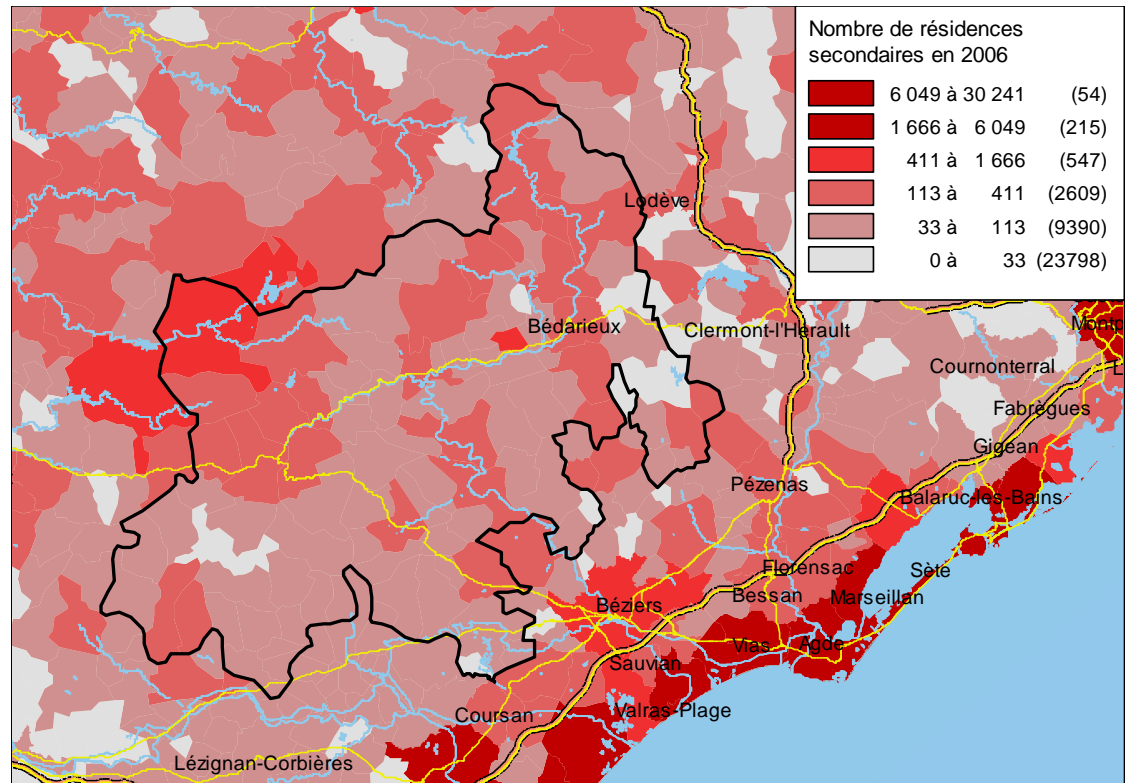 Nombre de résidences
secondaires en 2006
6 049 à 30 241 (54)
1 666 à 6 049 (215)
411 à 1 666 (547)
113 à 411 (2609)
33 à 113 (9390)
0 à 33 (23798)
Lodève
Bédarieux
Clermont-l'Hérault
Montp
Cournonterral
L
Fabrègues
Gigean
Pézenas
Balaruc-les-Bains
Florensac
Sète
Bessan
Marseillan
Béziers
Vias
Agde
Sauvian
Valras-Plage
Coursan
Lézignan-Corbières